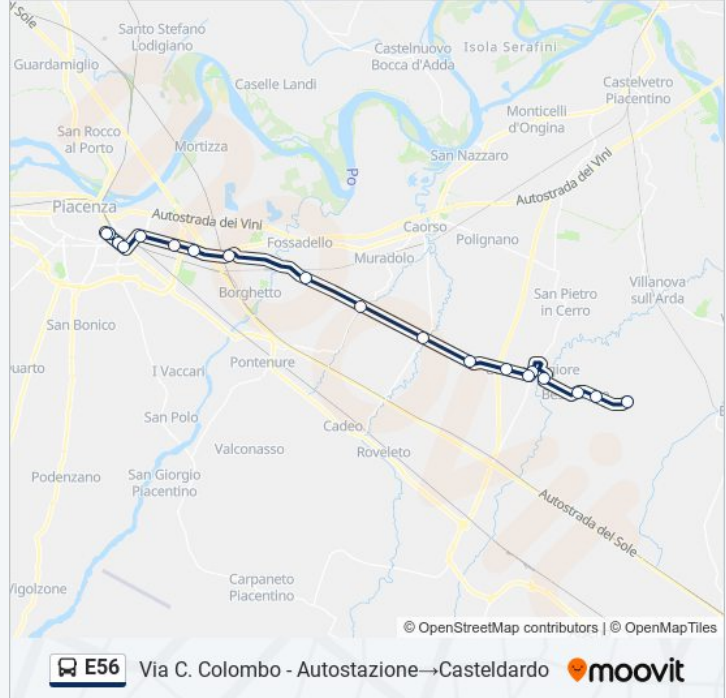 Sole
Santo Stefano
Lodigiano
Guardamiglio
Castelnuovo
Bocca d'Adda
Isola Serafini
Caselle Landi
Castelvetro
Piacentino
Monticelli
d'Ongina
San Rocco
al Porto
Mortizza
San Nazzaro
Po
Autostrada dei Vini
Piacenza
Autostrada dei Vini
Caorso
Fossadello
Polignano
Muradolo
Villanova
sull'Arda
Borghetto
San Pietro
in Cerro
San Bonico
Pontenure
I Vaccari
San Polo
Cadeo
Roveleto
Valconasso
Podenzano
San Giorgio
Piacentino
Autostrada del Sole
Carpaneto
Piacentino
© OpenStreetMap contributors | © OpenMapTiles
E56 Via C. Colombo - Autostazione→Casteldardo moovit